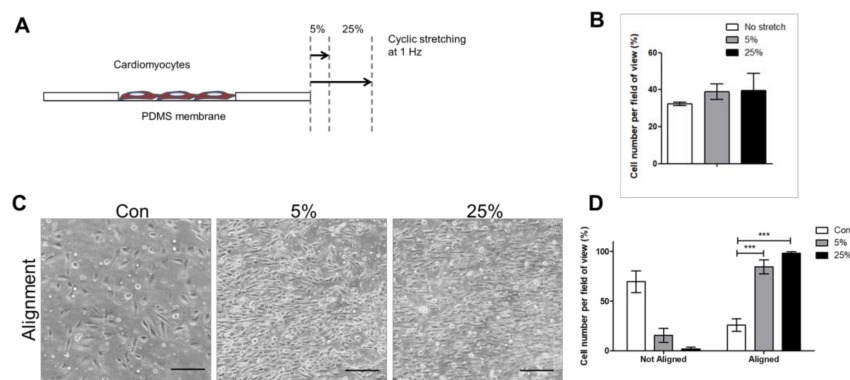 A
5% 25%
Cyclic stretching
at 1 Hz
Cardiomyocytes
PDMS membrane
B
No stretch
5%
25%
Cell number per field of view (%)
60
40
20
0
C
Con 5% 25%
Alignment
D
Con
5%
25%
Cell number per field of view (%)
100
50
0
*** ***
Not Aligned Aligned